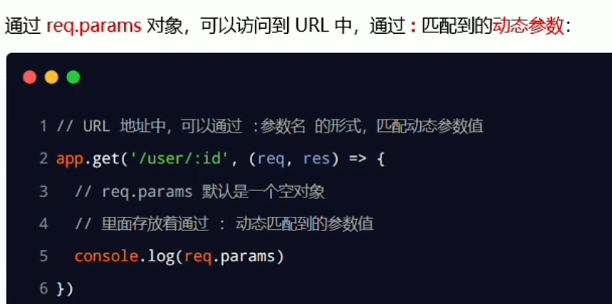 通过 req.params 对象，可以访问到 URL 中，通过 : 匹配到的动态参数：
1 // URL 地址中，可以通过 :参数名 的形式，匹配动态参数值
2 app.get('/user/:id', (req, res) => {
3   // req.params 默认是一个空对象
4   // 里面存放着通过 : 动态匹配到的参数值
5   console.log(req.params)
6 })